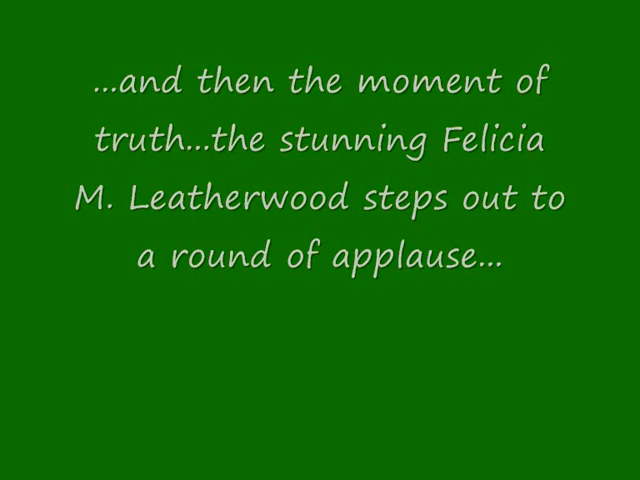 ...and then the moment of
truth...the stunning Felicia
M. Leatherwood steps out to
a round of applause...